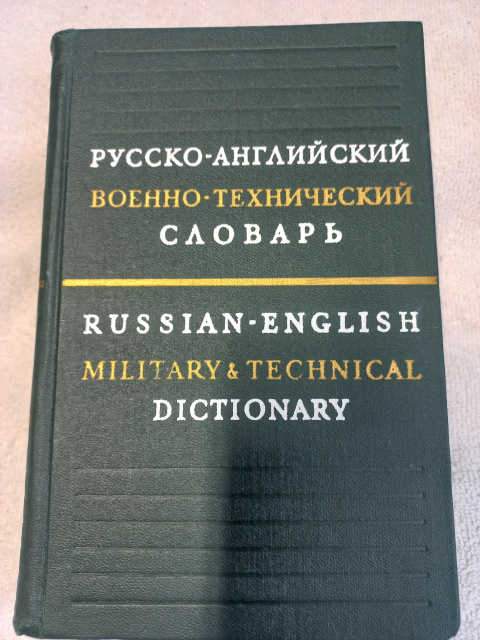 РУССКО-АНГЛИЙСКИЙ
ВОЕННО-ТЕХНИЧЕСКИЙ
СЛОВАРЬ
RUSSIAN-ENGLISH
MILITARY & TECHNICAL
DICTIONARY